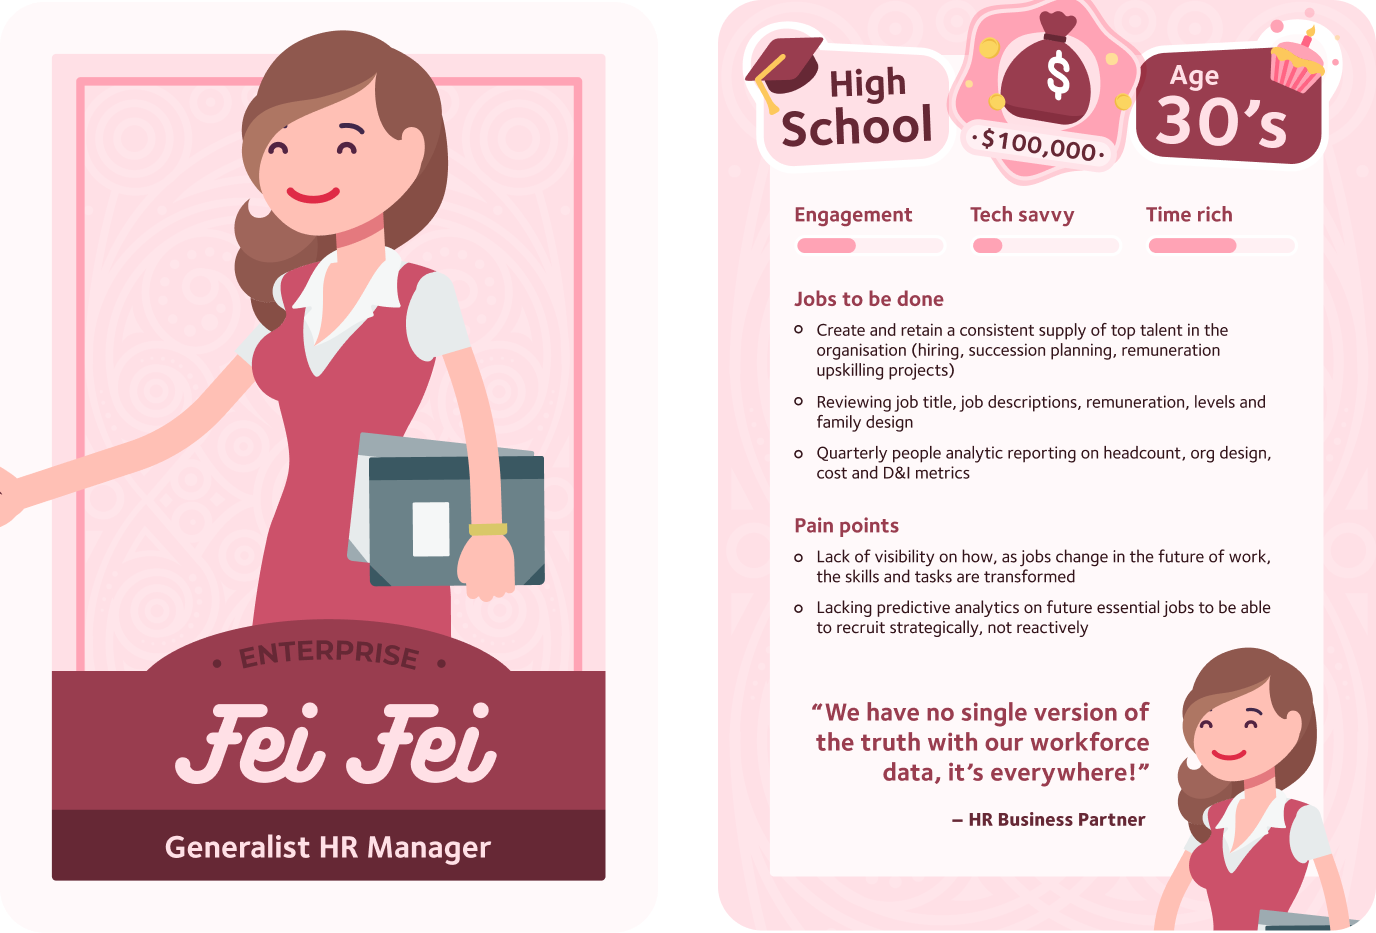 • ENTERPRISE •
Fei Fei
Generalist HR Manager
High
School
$
·$100,000·
Age
30’s
Engagement
Tech savvy
Time rich
Jobs to be done
Create and retain a consistent supply of top talent in the
organisation (hiring, succession planning, remuneration
upskilling projects)
Reviewing job title, job descriptions, remuneration, levels and
family design
Quarterly people analytic reporting on headcount, org design,
cost and D&I metrics
Pain points
Lack of visibility on how, as jobs change in the future of work,
the skills and tasks are transformed
Lacking predictive analytics on future essential jobs to be able
to recruit strategically, not reactively
“We have no single version of
the truth with our workforce
data, it’s everywhere!”
– HR Business Partner